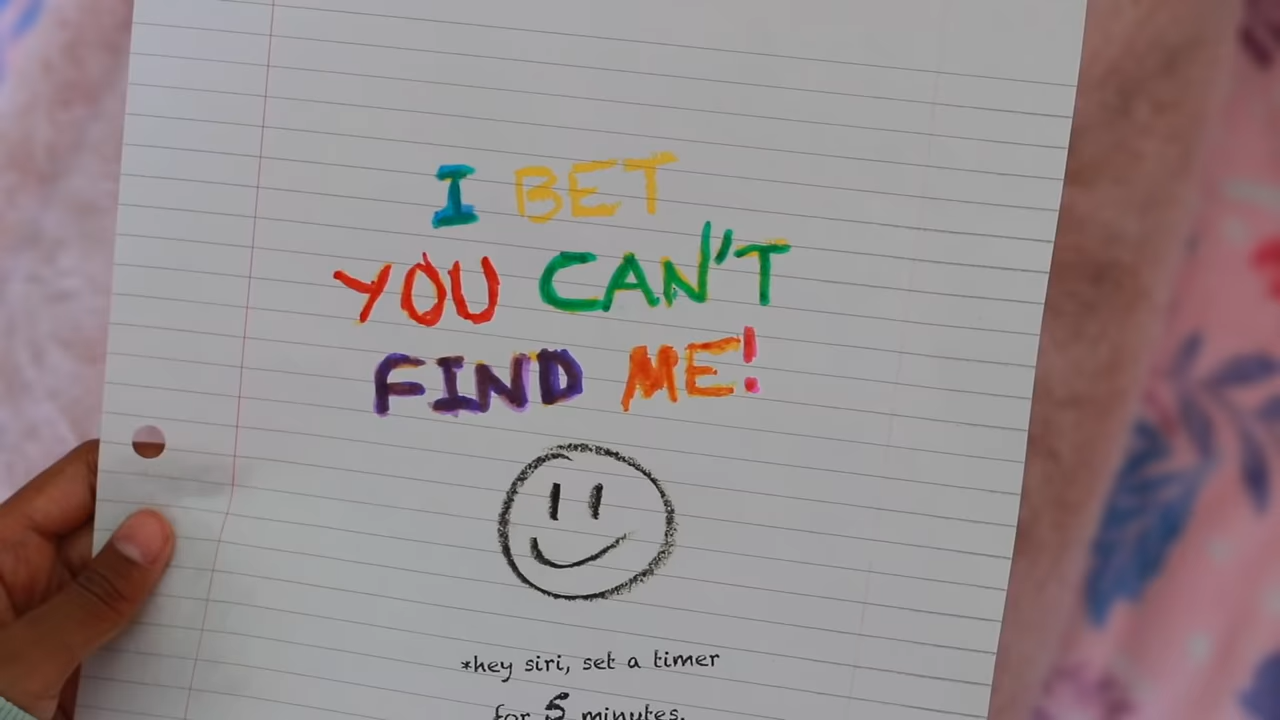 I BET
YOU CAN'T
FIND ME!
*hey siri, set a timer
for 5 minutes.